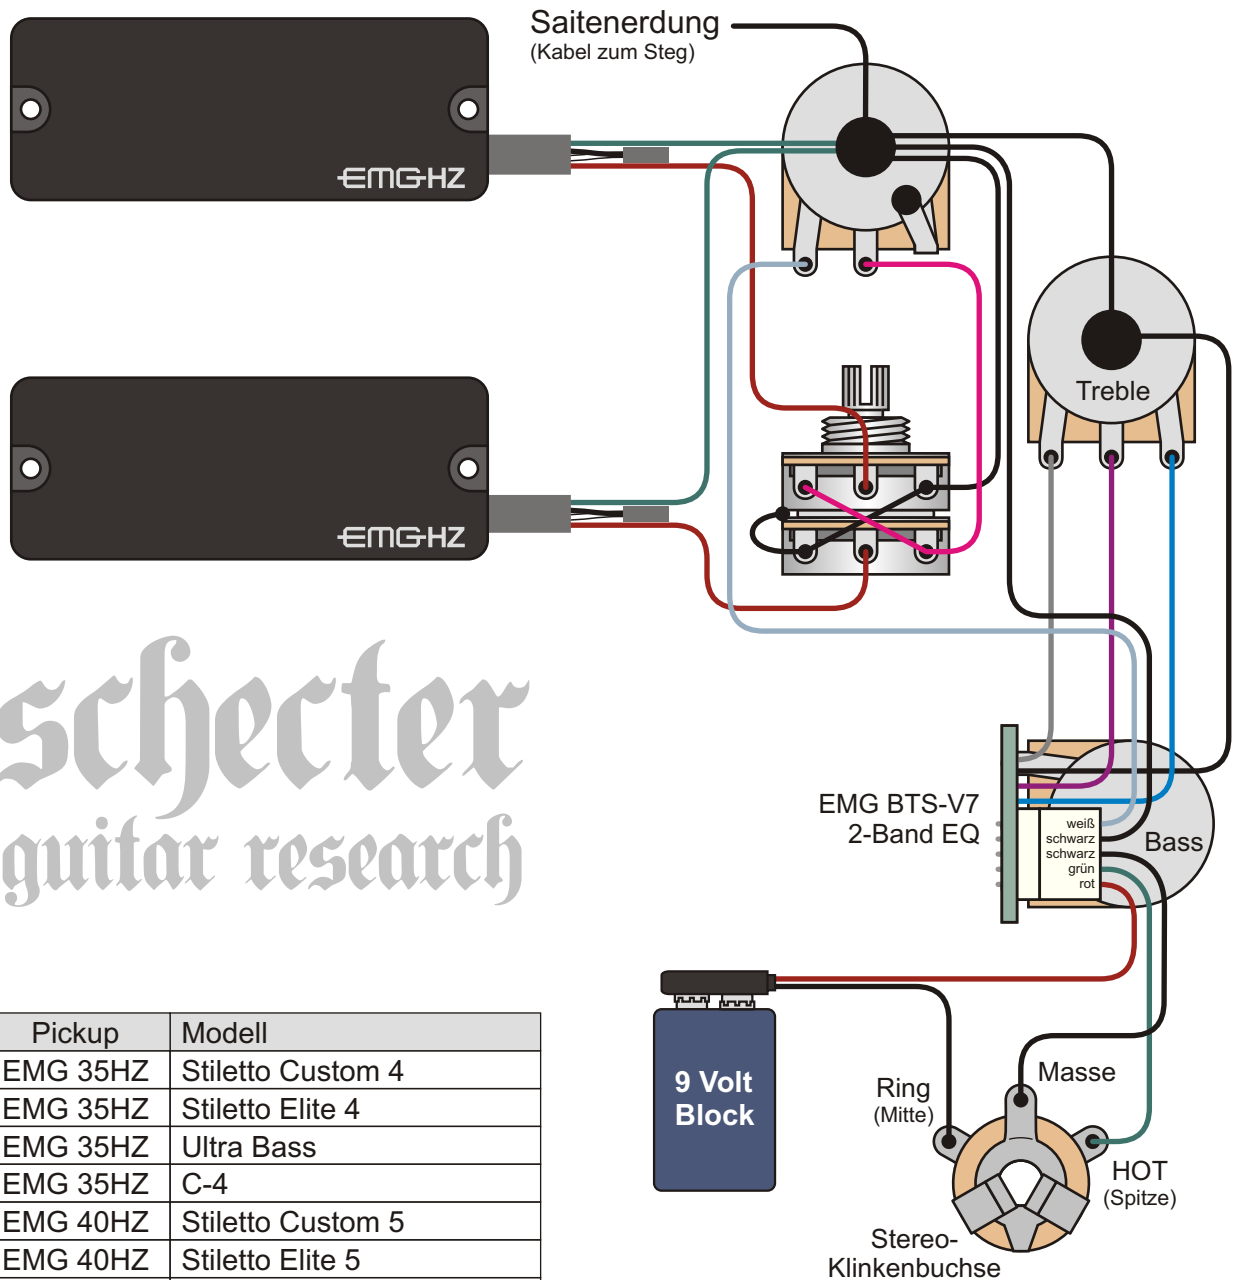 Saitenerdung
(Kabel zum Steg)
EMG-HZ
Treble
EMG-HZ
schecter
guitar research
EMG BTS-V7
2-Band EQ
weiß
schwarz
schwarz
grün
rot
Bass
9 Volt
Block
Ring
(Mitte)
Masse
HOT
(Spitze)
Stereo-
Klinkenbuchse
Pickup Modell
EMG 35HZ Stiletto Custom 4
EMG 35HZ Stiletto Elite 4
EMG 35HZ Ultra Bass
EMG 35HZ C-4
EMG 40HZ Stiletto Custom 5
EMG 40HZ Stiletto Elite 5